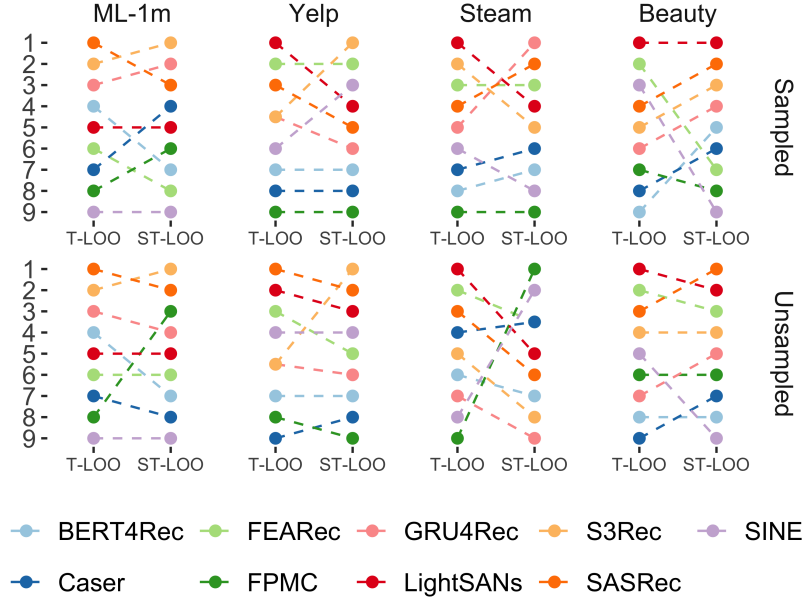 ML-1m Yelp Steam Beauty
1
2
3
4
5
6
7
8
9
Sampled
T-LOO ST-LOO T-LOO ST-LOO T-LOO ST-LOO T-LOO ST-LOO
1
2
3
4
5
6
7
8
9
Unsampled
T-LOO ST-LOO T-LOO ST-LOO T-LOO ST-LOO T-LOO ST-LOO
BERT4Rec FEARec GRU4Rec S3Rec SINE
Caser FPMC LightSANs SASRec